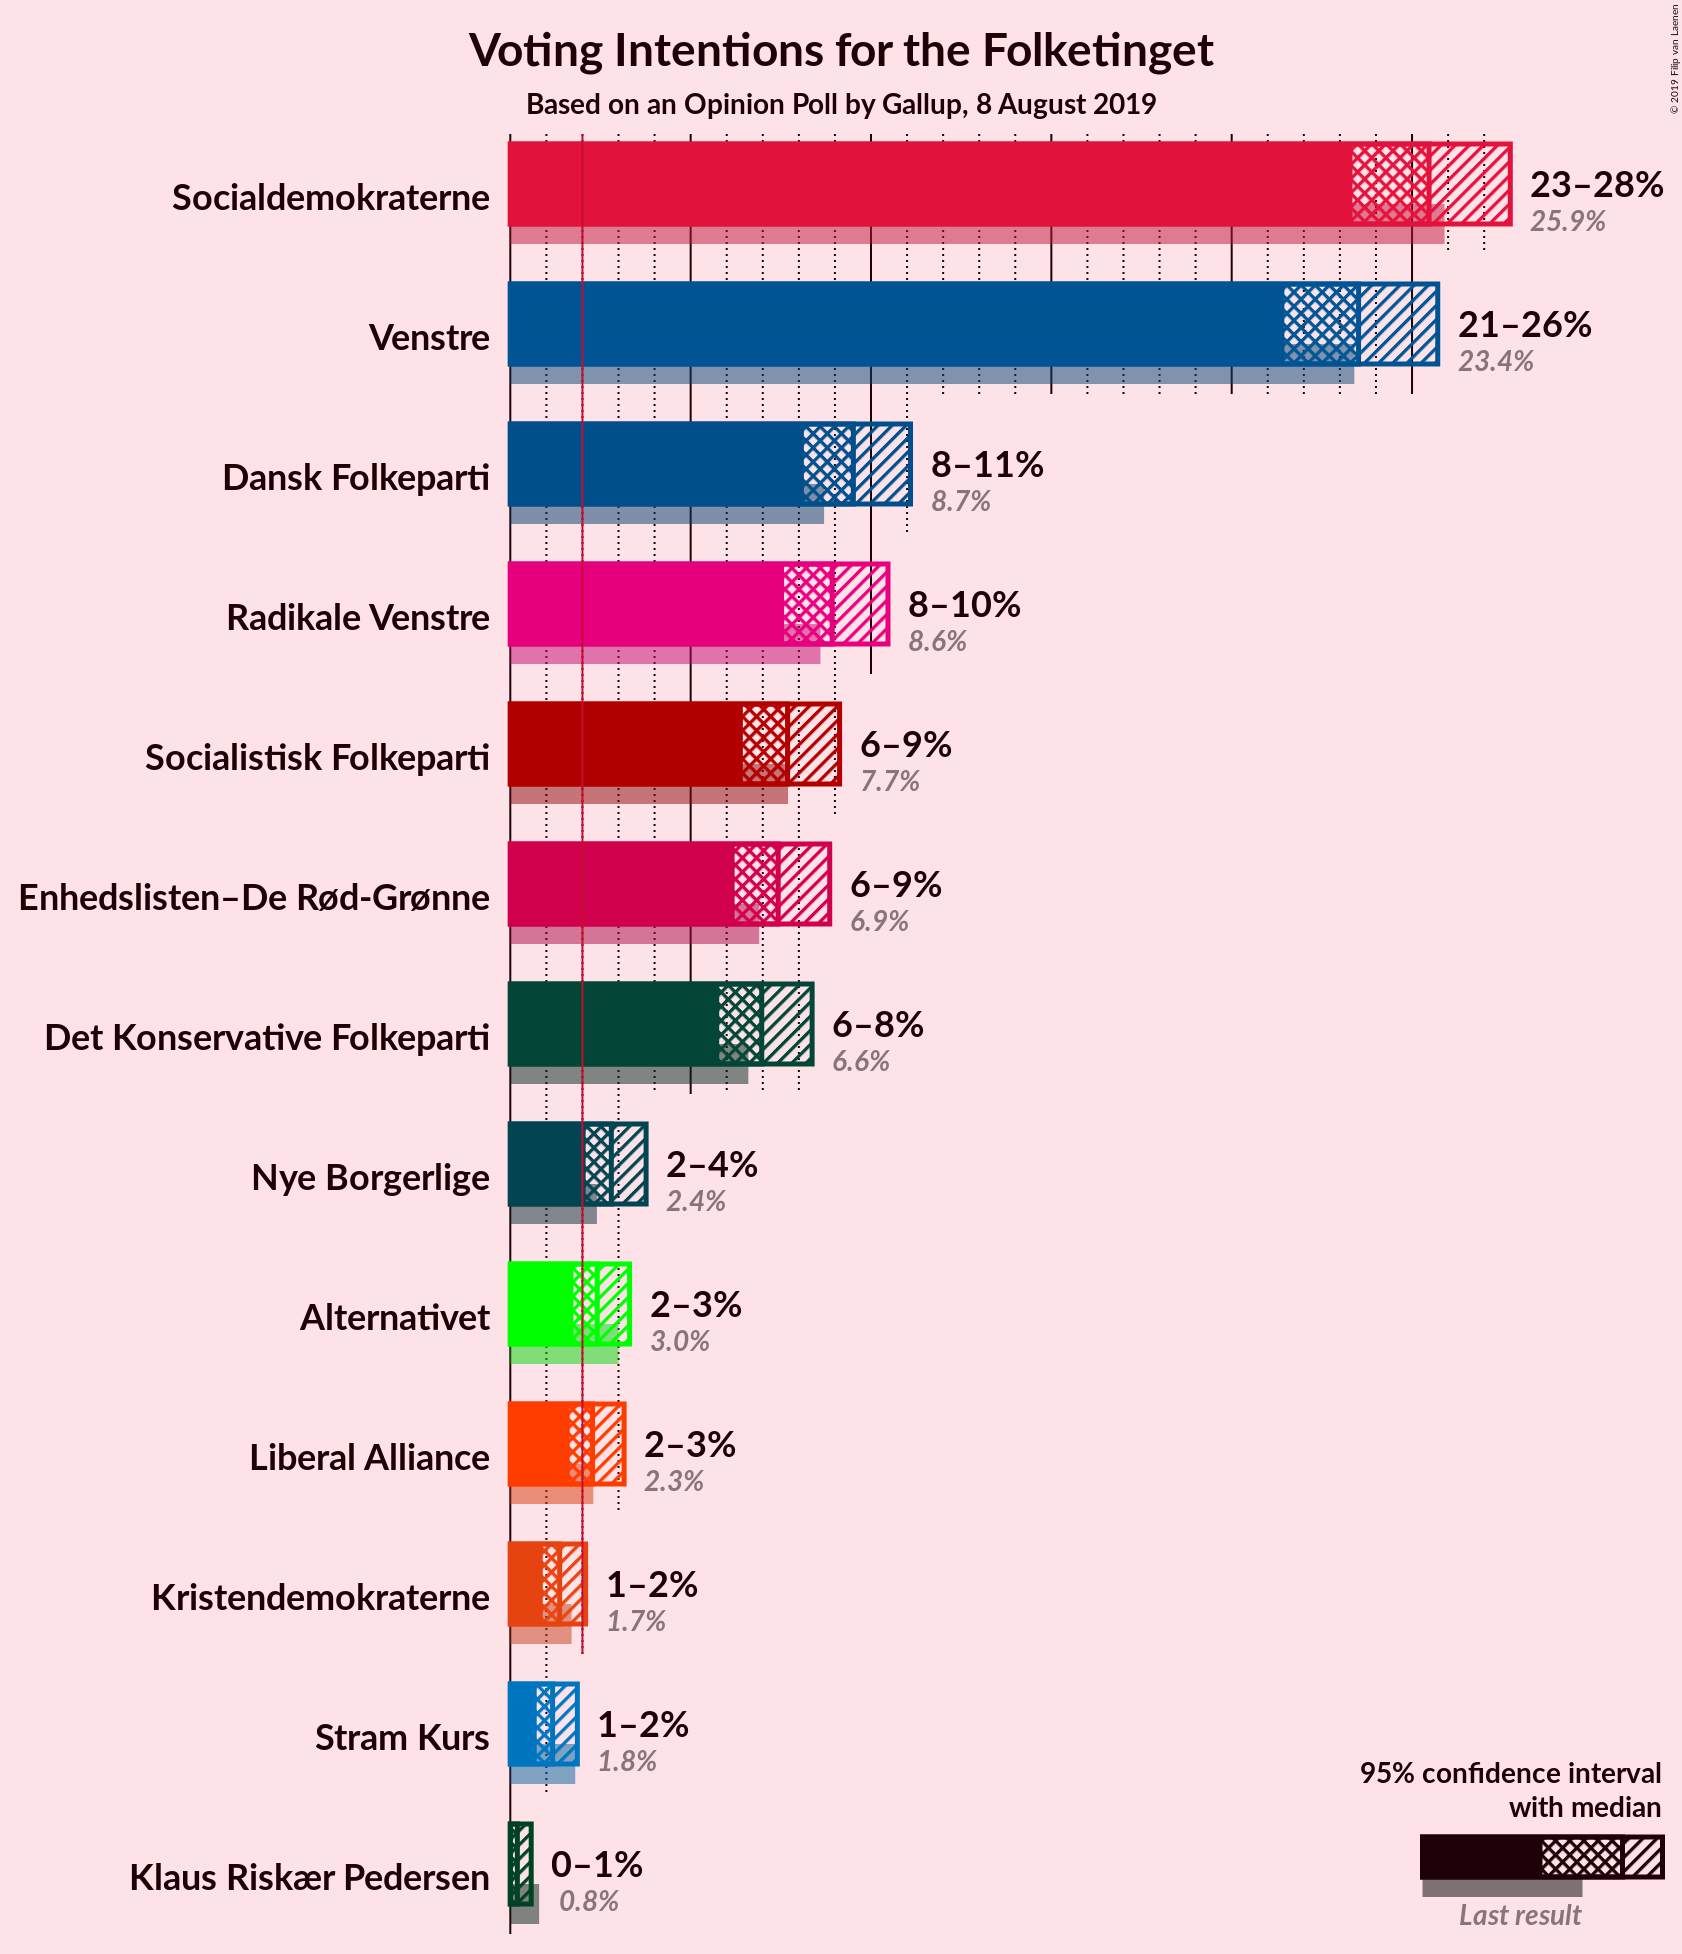 Voting Intentions for the Folketinget
Based on an Opinion Poll by Gallup, 8 August 2019
© 2019 Filip van Laenen
Socialdemokraterne
23–28%
25.9%
Venstre
21–26%
23.4%
Dansk Folkeparti
8–11%
8.7%
Radikale Venstre
8–10%
8.6%
Socialistisk Folkeparti
6–9%
7.7%
Enhedslisten–De Rød-Grønne
6–9%
6.9%
Det Konservative Folkeparti
6–8%
6.6%
Nye Borgerlige
2–4%
2.4%
Alternativet
2–3%
3.0%
Liberal Alliance
2–3%
2.3%
Kristendemokraterne
1–2%
1.7%
Stram Kurs
1–2%
1.8%
Klaus Riskær Pedersen
0–1%
0.8%
95% confidence interval
with median
Last result